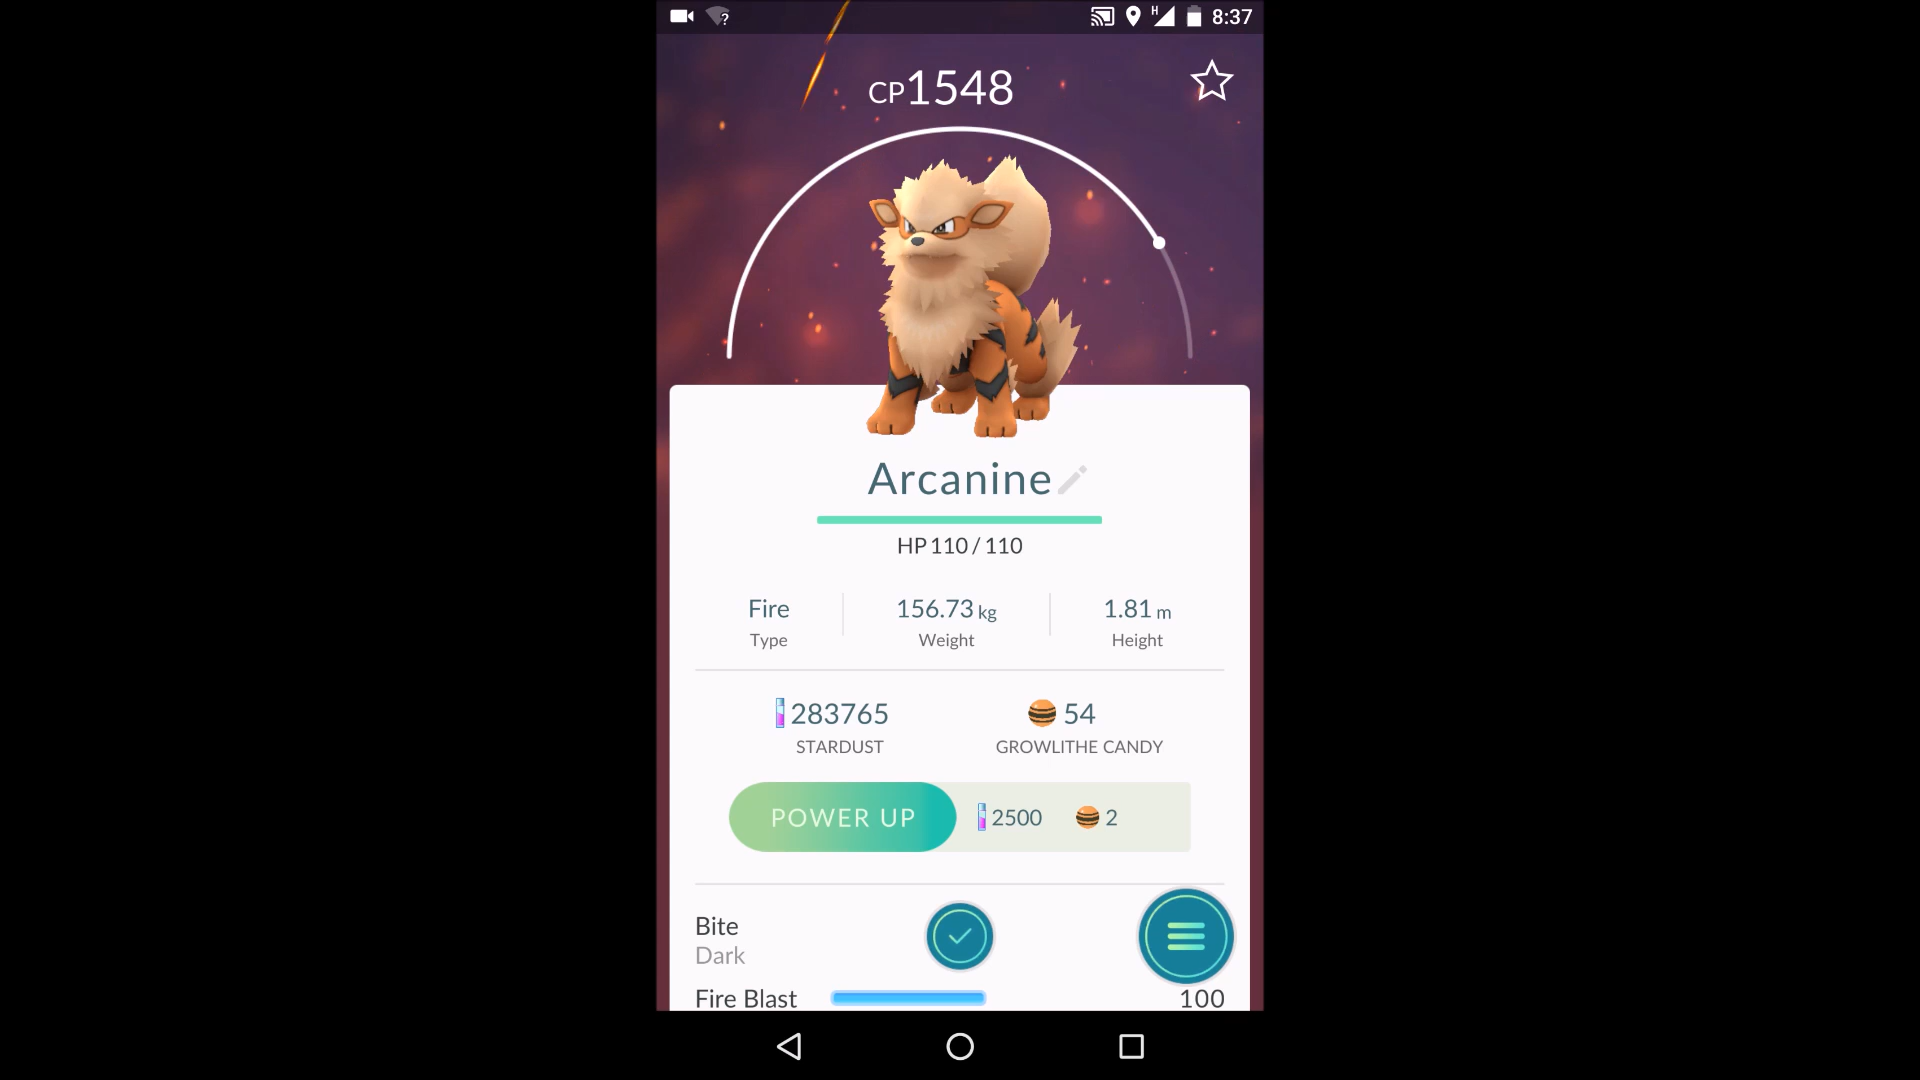 8:37
CP1548
Arcanine
HP 110 / 110
Fire 156.73 kg 1.81 m
Type Weight Height
283765 54
STARDUST GROWLITHE CANDY
POWER UP 2500 2
Bite
Dark
Fire Blast 100